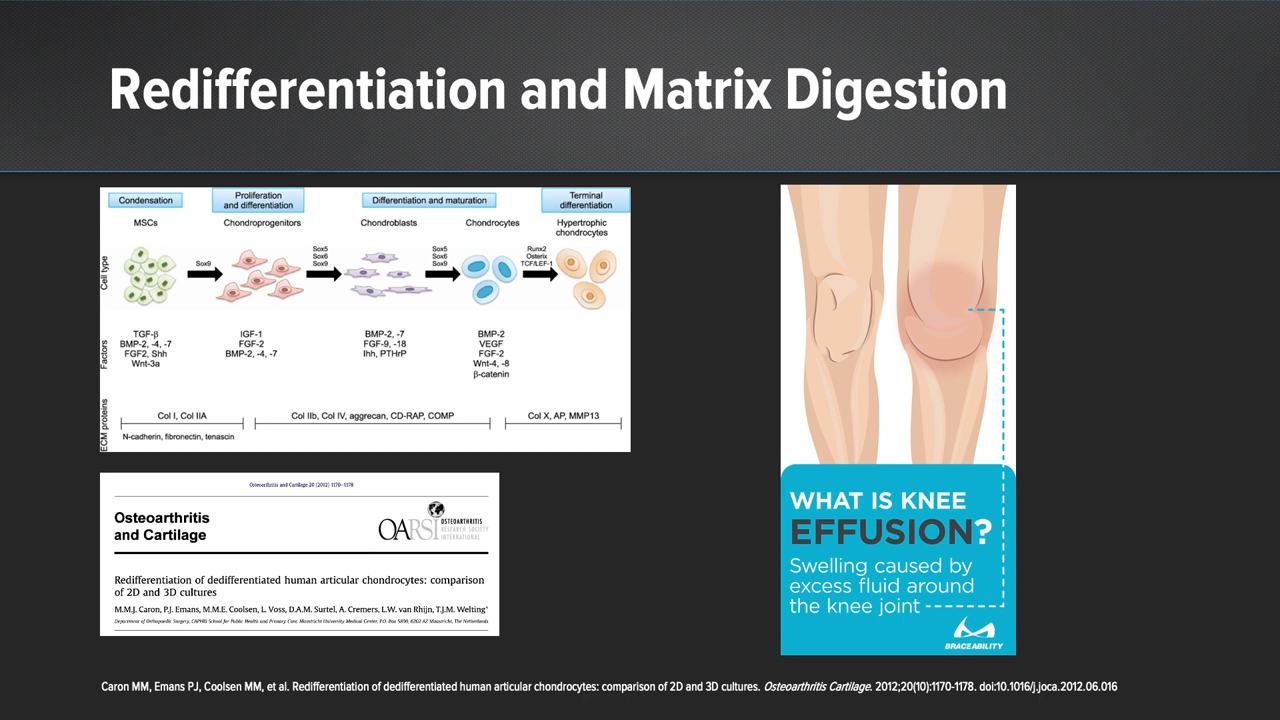 Redifferentiation and Matrix Digestion
Condensation
Proliferation
and differentiation
Differentiation and maturation
Terminal
differentiation
MSCs
Chondroprogenitors
Chondroblasts
Chondrocytes
Hypertrophic
chondrocytes
Cell type
Sox9
Sox5
Sox6
Sox9
Sox5
Sox6
Sox9
Runx2
Osterix
TCF/LEF-1
Factors
TGF-β
BMP-2, -4, -7
FGF2, Shh
Wnt-3a
IGF-1
FGF-2
BMP-2, -4, -7
BMP-2, -7
FGF-9, -18
Ihh, PTHrP
BMP-2
VEGF
FGF-2
Wnt-4, -8
β-catenin
ECM proteins
Col I, Col IIA
N-cadherin, fibronectin, tenascin
Col IIb, Col IV, aggrecan, CD-RAP, COMP
Col X, AP, MMP13
Osteoarthritis and Cartilage 20 (2012) 1170–1178
Osteoarthritis
and Cartilage
OARSI OSTEOARTHRITIS
RESEARCH SOCIETY
INTERNATIONAL
Redifferentiation of dedifferentiated human articular chondrocytes: comparison
of 2D and 3D cultures
M.M.J. Caron, P.J. Emans, M.M.E. Coolsen, L. Voss, D.A.M. Surtel, A. Cremers, L.W. van Rhijn, T.J.M. Welting*
Department of Orthopaedic Surgery, CAPHRI School for Public Health and Primary Care, Maastricht University Medical Center, P.O. Box 5800, 6202 AZ Maastricht, The Netherlands
WHAT IS KNEE
EFFUSION?
Swelling caused by
excess fluid around
the knee joint
BRACEABILITY
Caron MM, Emans PJ, Coolsen MM, et al. Redifferentiation of dedifferentiated human articular chondrocytes: comparison of 2D and 3D cultures. Osteoarthritis Cartilage. 2012;20(10):1170-1178. doi:10.1016/j.joca.2012.06.016